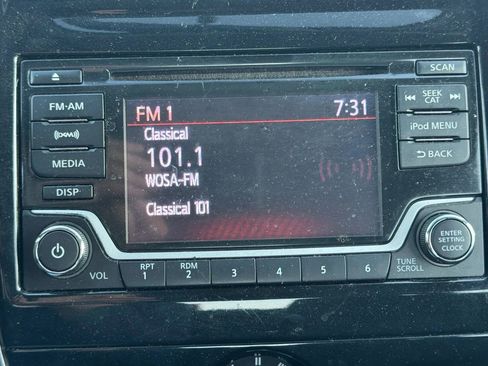 SCAN
FM·AM
((XM))
MEDIA
DISP
FM 1 7:31
Classical
101.1
WOSA-FM
Classical 101
SEEK
CAT
iPod MENU
BACK
VOL
RPT
1
RDM
2
3
4
5
6
TUNE
SCROLL
ENTER
SETTING
CLOCK